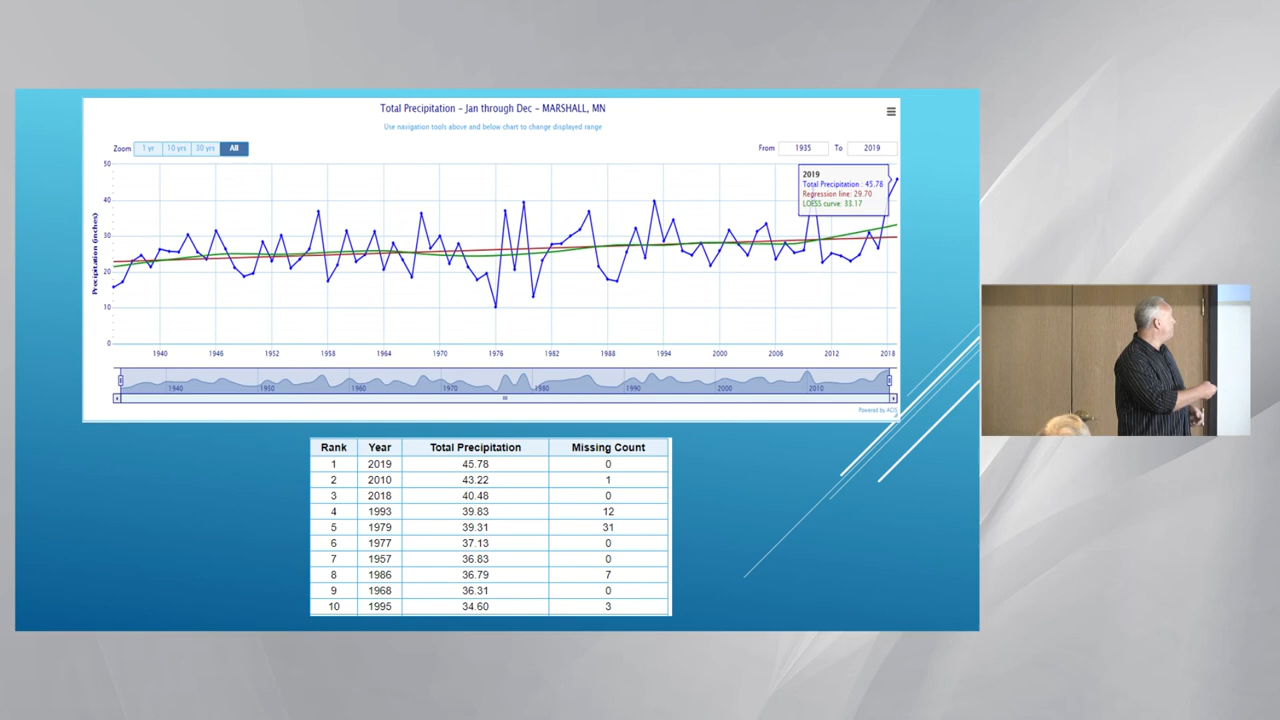 Total Precipitation – Jan through Dec – MARSHALL, MN
Use navigation tools above and below chart to change displayed range
Zoom 1 yr 10 yrs 30 yrs All
From 1935 To 2019
2019
Total Precipitation : 45.78
Regression line: 29.70
LOESS curve: 33.17
Precipitation (inches)
50
40
30
20
10
0
1940 1946 1952 1958 1964 1970 1976 1982 1988 1994 2000 2006 2012 2018
1940 1950 1960 1970 1980 1990 2000 2010
Powered by ACIS
Rank Year Total Precipitation Missing Count
1 2019 45.78 0
2 2010 43.22 1
3 2018 40.48 0
4 1993 39.83 12
5 1979 39.31 31
6 1977 37.13 0
7 1957 36.83 0
8 1986 36.79 7
9 1968 36.31 0
10 1995 34.60 3